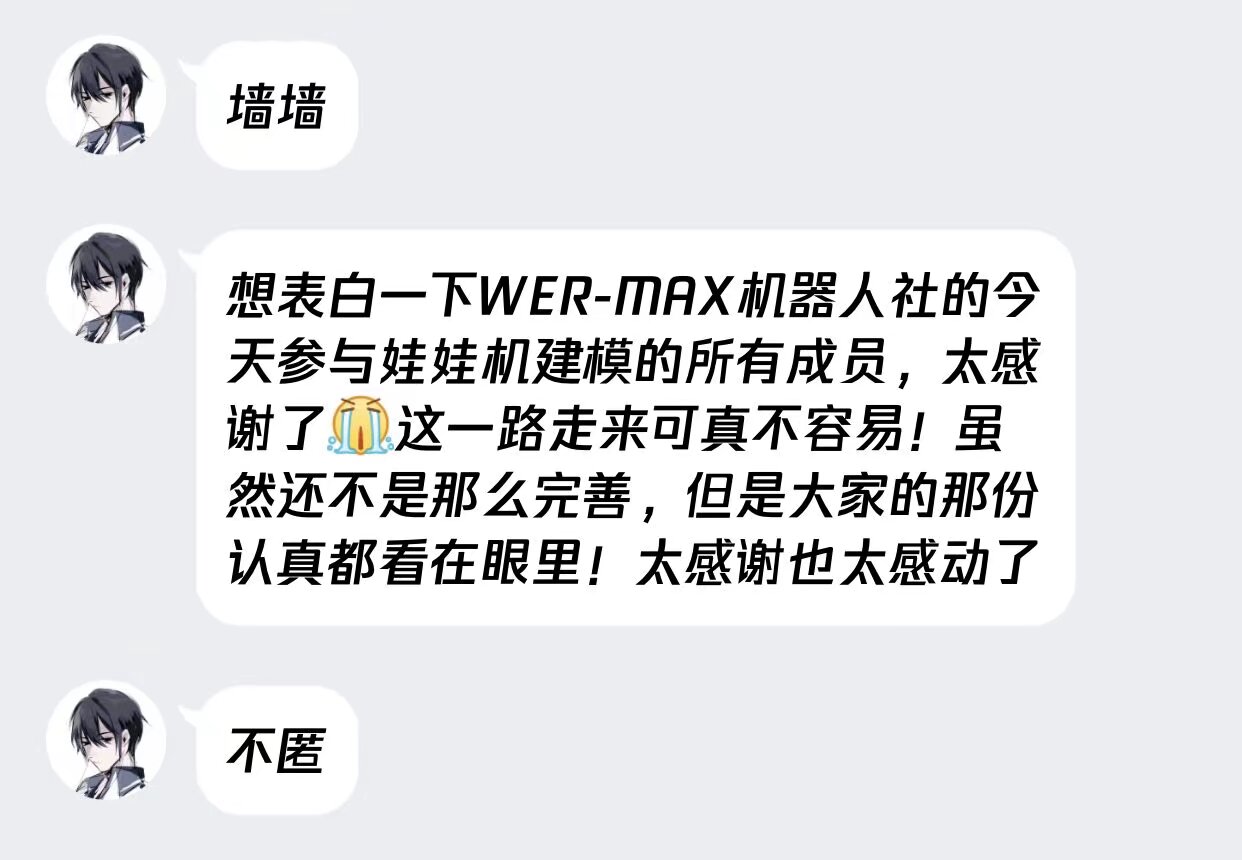 墙墙
想表白一下WER-MAX机器人社的今
天参与娃娃机建模的所有成员，太感
谢了😭这一路走来可真不容易！虽
然还不是那么完善，但是大家的那份
认真都看在眼里！太感谢也太感动了
不匿